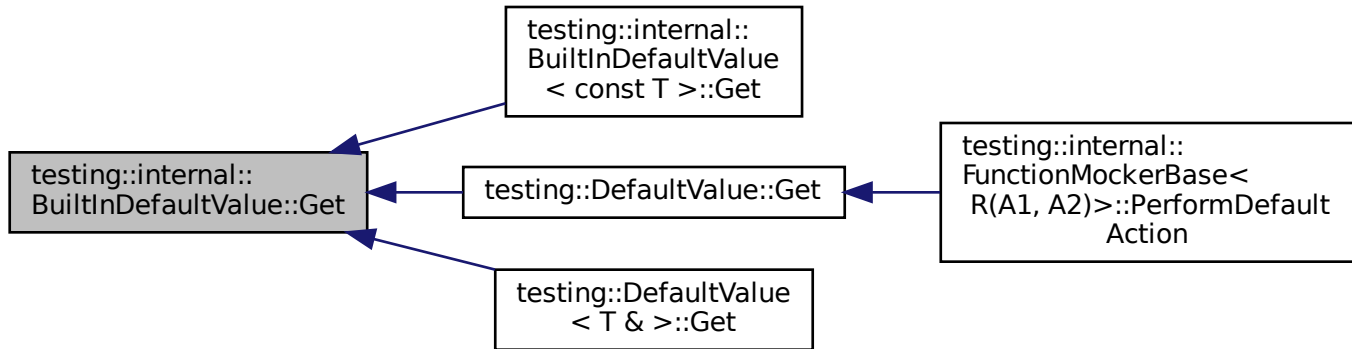 testing::internal::
BuiltInDefaultValue::Get
testing::internal::
BuiltInDefaultValue
< const T >::Get
testing::DefaultValue::Get
testing::DefaultValue
< T & >::Get
testing::internal::
FunctionMockerBase<
R(A1, A2)>::PerformDefault
Action